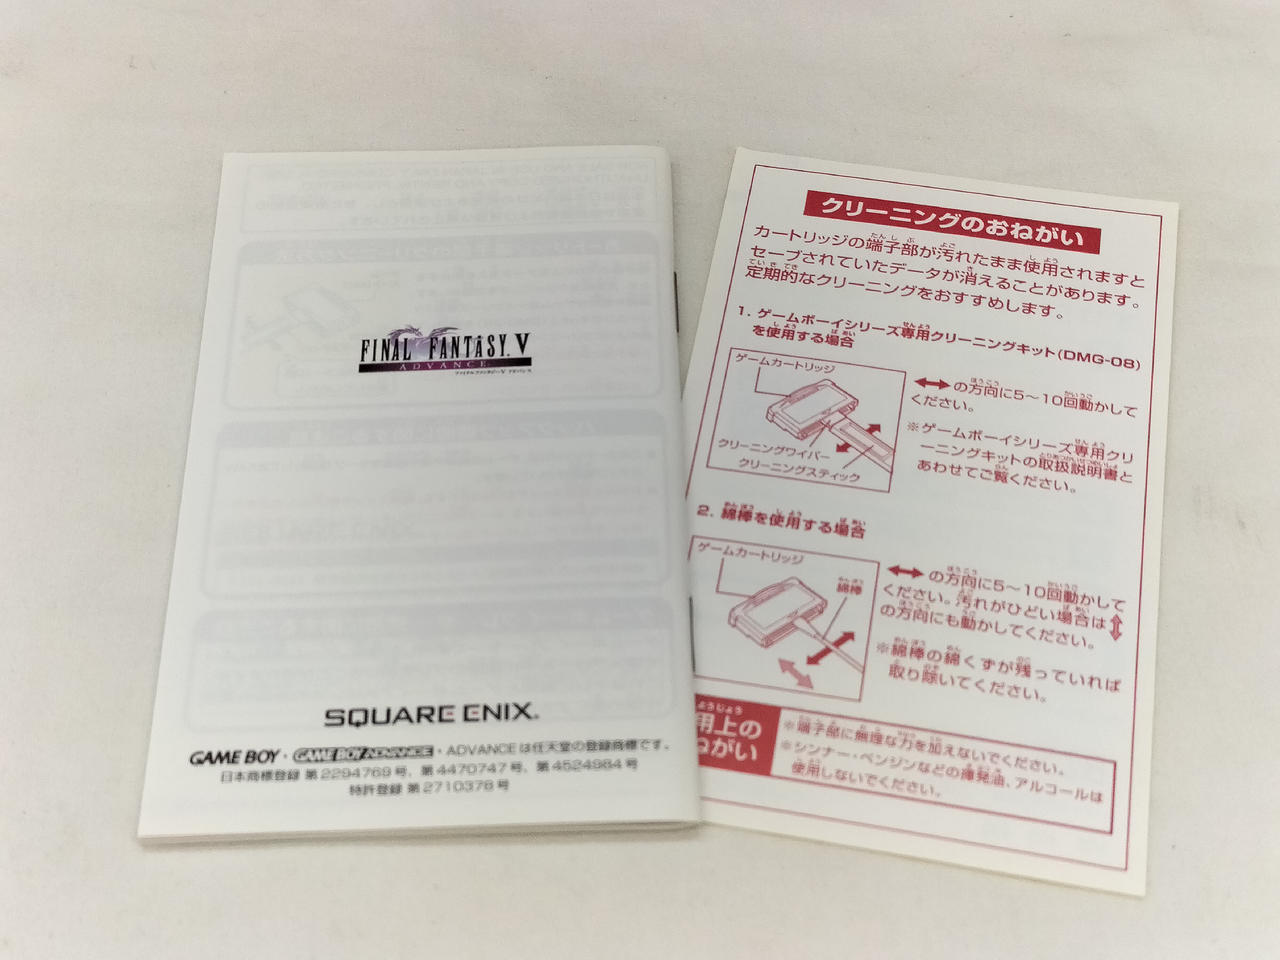 FINAL FANTASY V
ADVANCE
ファイナルファンタジーV アドバンス
SQUARE ENIX.
GAME BOY・GAME BOY ADVANCE・ADVANCEは任天堂の登録商標です。
日本商標登録 第2294769号、第4470747号、第4524984号
特許登録 第2710378号
クリーニングのおねがい
カートリッジの端子部が汚れたまま使用されますと
セーブされていたデータが消えることがあります。
定期的なクリーニングをおすすめします。
1. ゲームボーイシリーズ専用クリーニングキット(DMG-08)
を使用する場合
ゲームカートリッジ
クリーニングワイパー
クリーニングスティック
の方向に5〜10回動かして
ください。
※ゲームボーイシリーズ専用クリ
ーニングキットの取扱説明書と
あわせてご覧ください。
2. 綿棒を使用する場合
ゲームカートリッジ
綿棒
の方向に5〜10回動かして
ください。汚れがひどい場合は
の方向にも動かしてください。
※綿棒の綿くずが残っていれば
取り除いてください。
用上の
ねがい
※端子部に無理な力を加えないでください。
※シンナー・ベンジンなどの揮発油、アルコールは
使用しないでください。